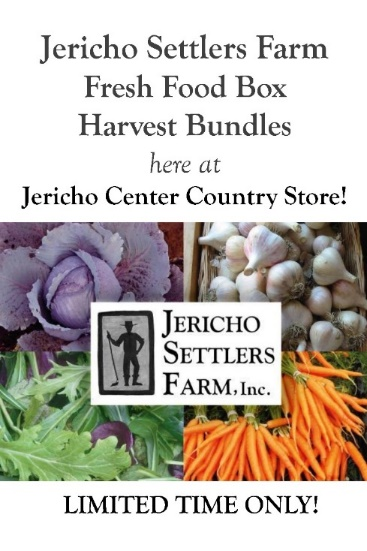 Jericho Settlers Farm
Fresh Food Box
Harvest Bundles
here at
Jericho Center Country Store!
JERICHO
SETTLERS
FARM, Inc.
LIMITED TIME ONLY!